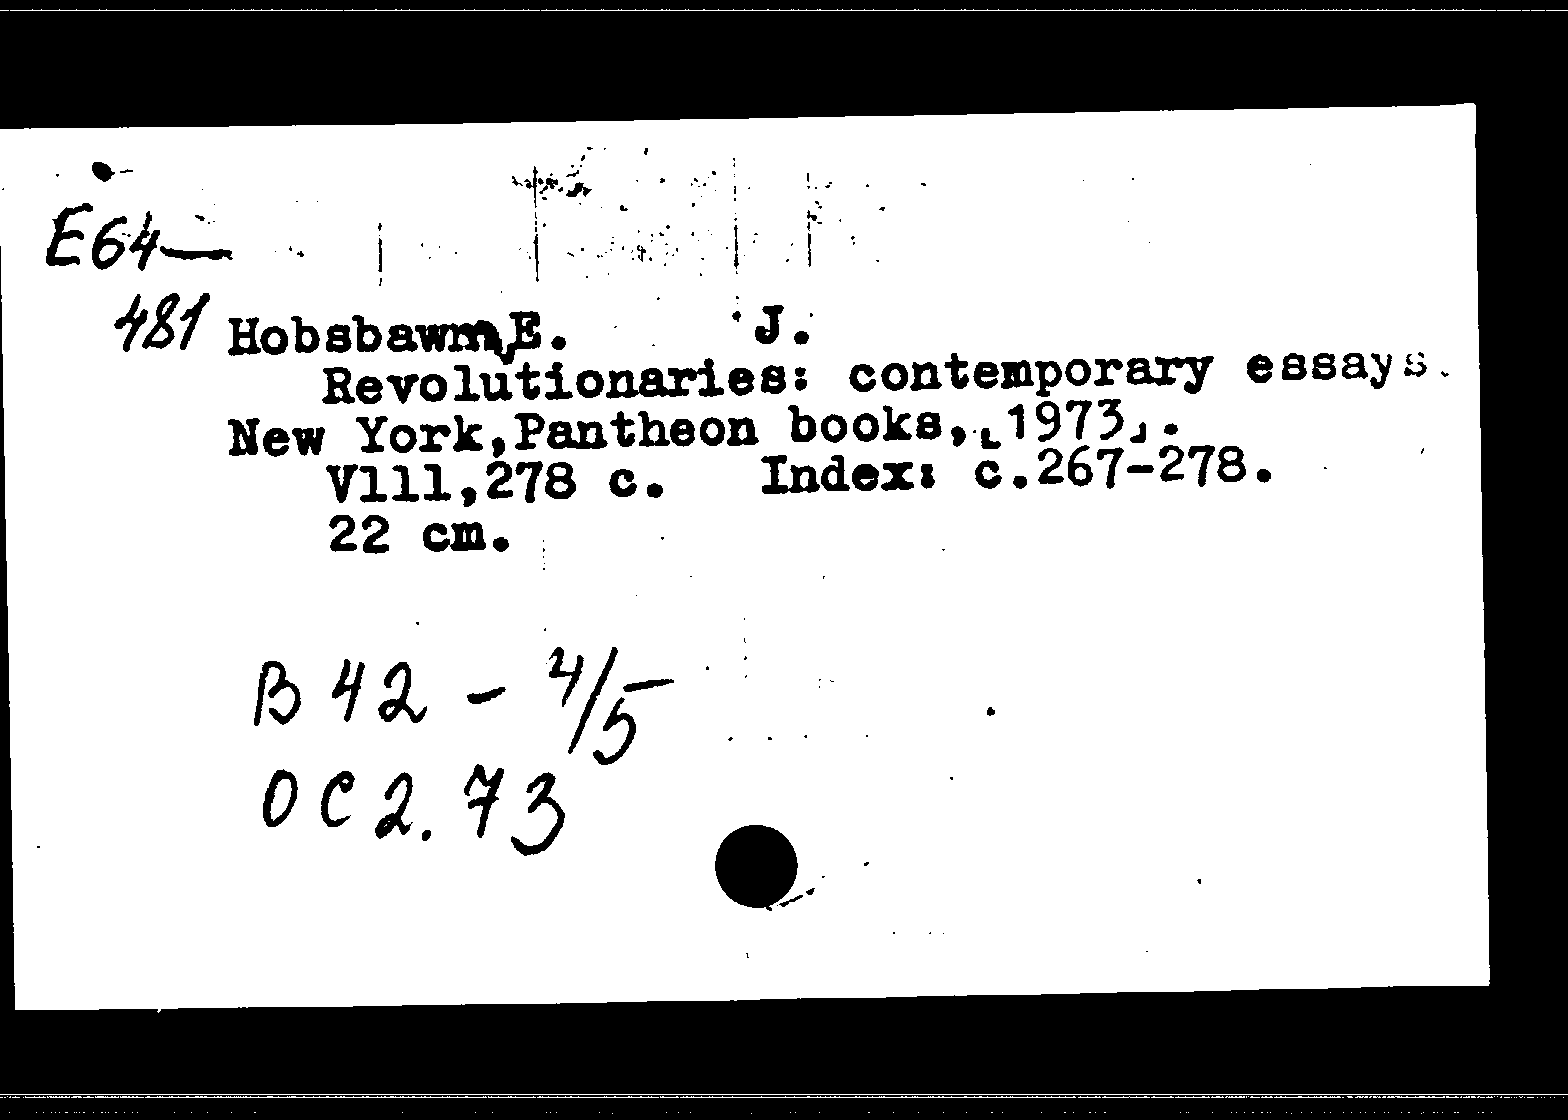 E64—
481 Hobsbawm, E. J.
Revolutionaries: contemporary essays.
New York,Pantheon books,[1973].
V111,278 c. Index: c.267-278.
22 cm.
B 42 - 4/5
OC 2.73